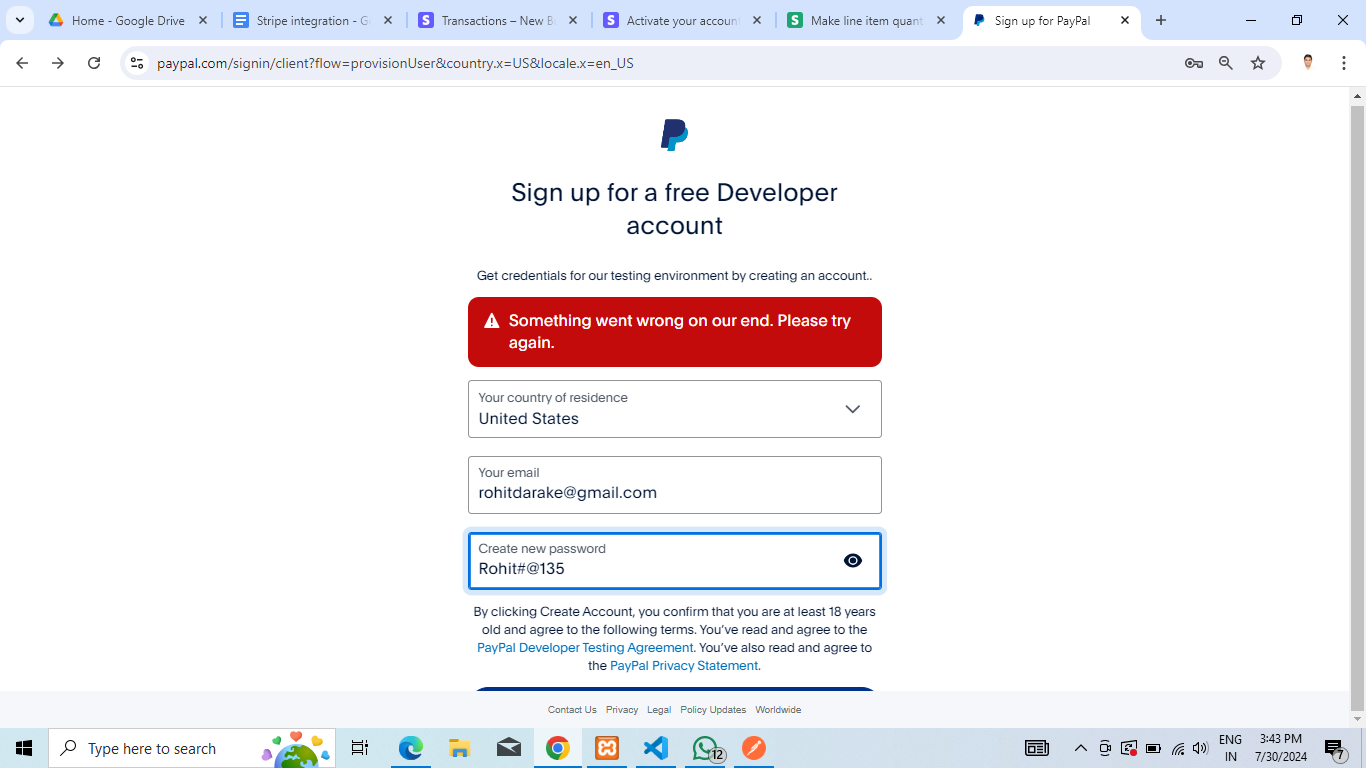 Home - Google Drive
Stripe integration - G
Transactions – New B
Activate your account
Make line item quant
Sign up for PayPal
paypal.com/signin/client?flow=provisionUser&country.x=US&locale.x=en_US
Sign up for a free Developer
account
Get credentials for our testing environment by creating an account..
Something went wrong on our end. Please try
again.
Your country of residence
United States
Your email
rohitdarake@gmail.com
Create new password
Rohit#@135
By clicking Create Account, you confirm that you are at least 18 years
old and agree to the following terms. You’ve read and agree to the
PayPal Developer Testing Agreement. You’ve also read and agree to
the PayPal Privacy Statement.
Contact Us Privacy Legal Policy Updates Worldwide
Type here to search
12
ENG
IN
3:43 PM
7/30/2024
7